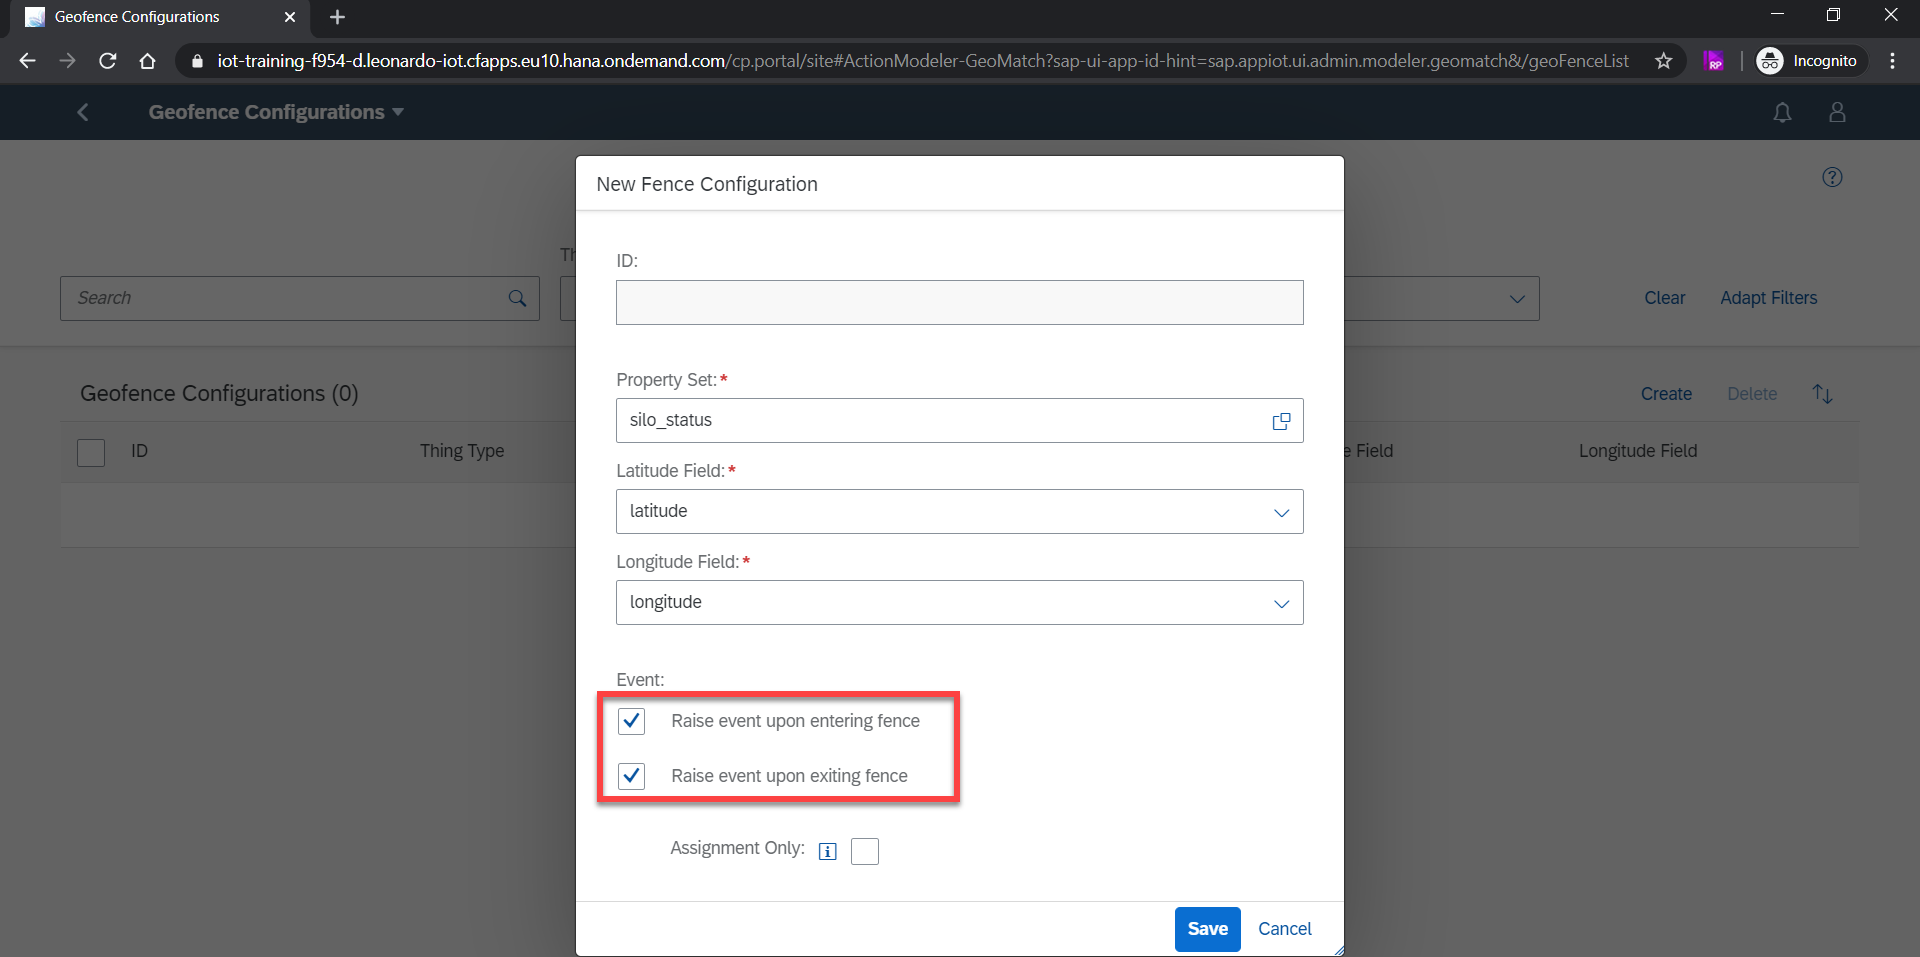 Geofence Configurations
iot-training-f954-d.leonardo-iot.cfapps.eu10.hana.ondemand.com/cp.portal/site#ActionModeler-GeoMatch?sap-ui-app-id-hint=sap.appiot.ui.admin.modeler.geomatch&/geoFenceList
RP
Incognito
Geofence Configurations
New Fence Configuration
Th
Search
Clear
Adapt Filters
Geofence Configurations (0)
Create
Delete
ID
Thing Type
e Field
Longitude Field
ID:
Property Set:*
silo_status
Latitude Field:*
latitude
Longitude Field:*
longitude
Event:
Raise event upon entering fence
Raise event upon exiting fence
Assignment Only:
Save
Cancel